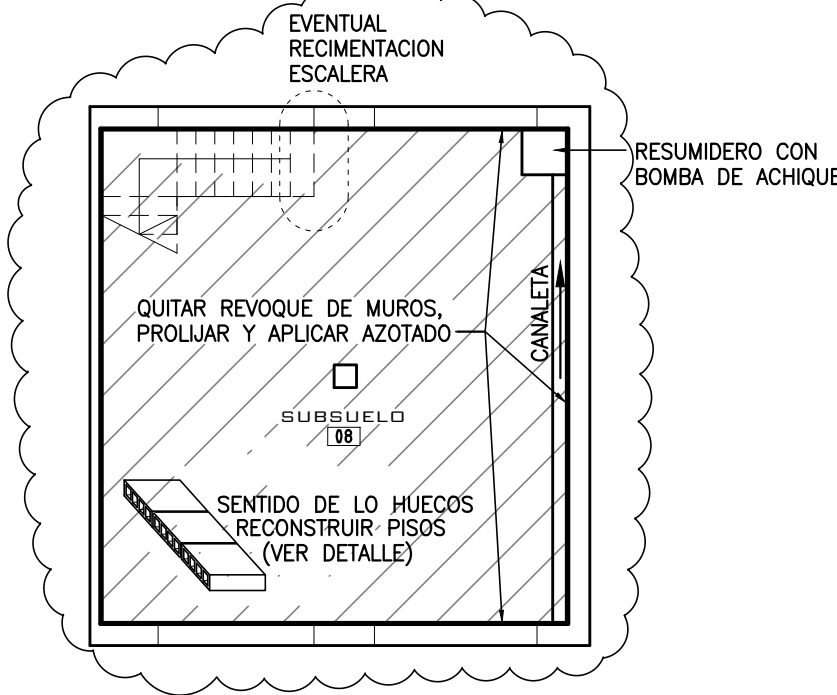 EVENTUAL
RECIMENTACION
ESCALERA
RESUMIDERO CON
BOMBA DE ACHIQUE
CANALETA
QUITAR REVOQUE DE MUROS,
PROLIJAR Y APLICAR AZOTADO
SUBSUELO
08
SENTIDO DE LO HUECOS
RECONSTRUIR PISOS
(VER DETALLE)